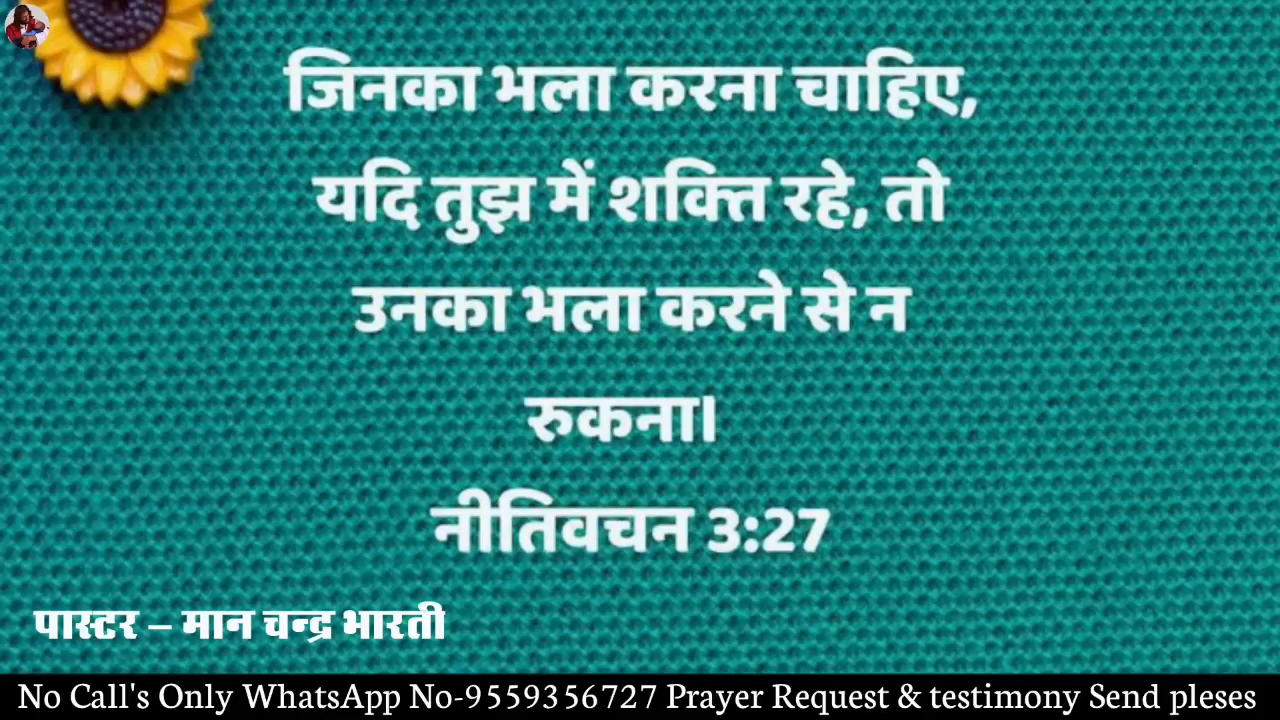 जिनका भला करना चाहिए,
यदि तुझ में शक्ति रहे, तो
उनका भला करने से न
रुकना।
नीतिवचन 3:27
पास्टर – मान चन्द्र भारती
No Call's Only WhatsApp No-9559356727 Prayer Request & testimony Send pleses